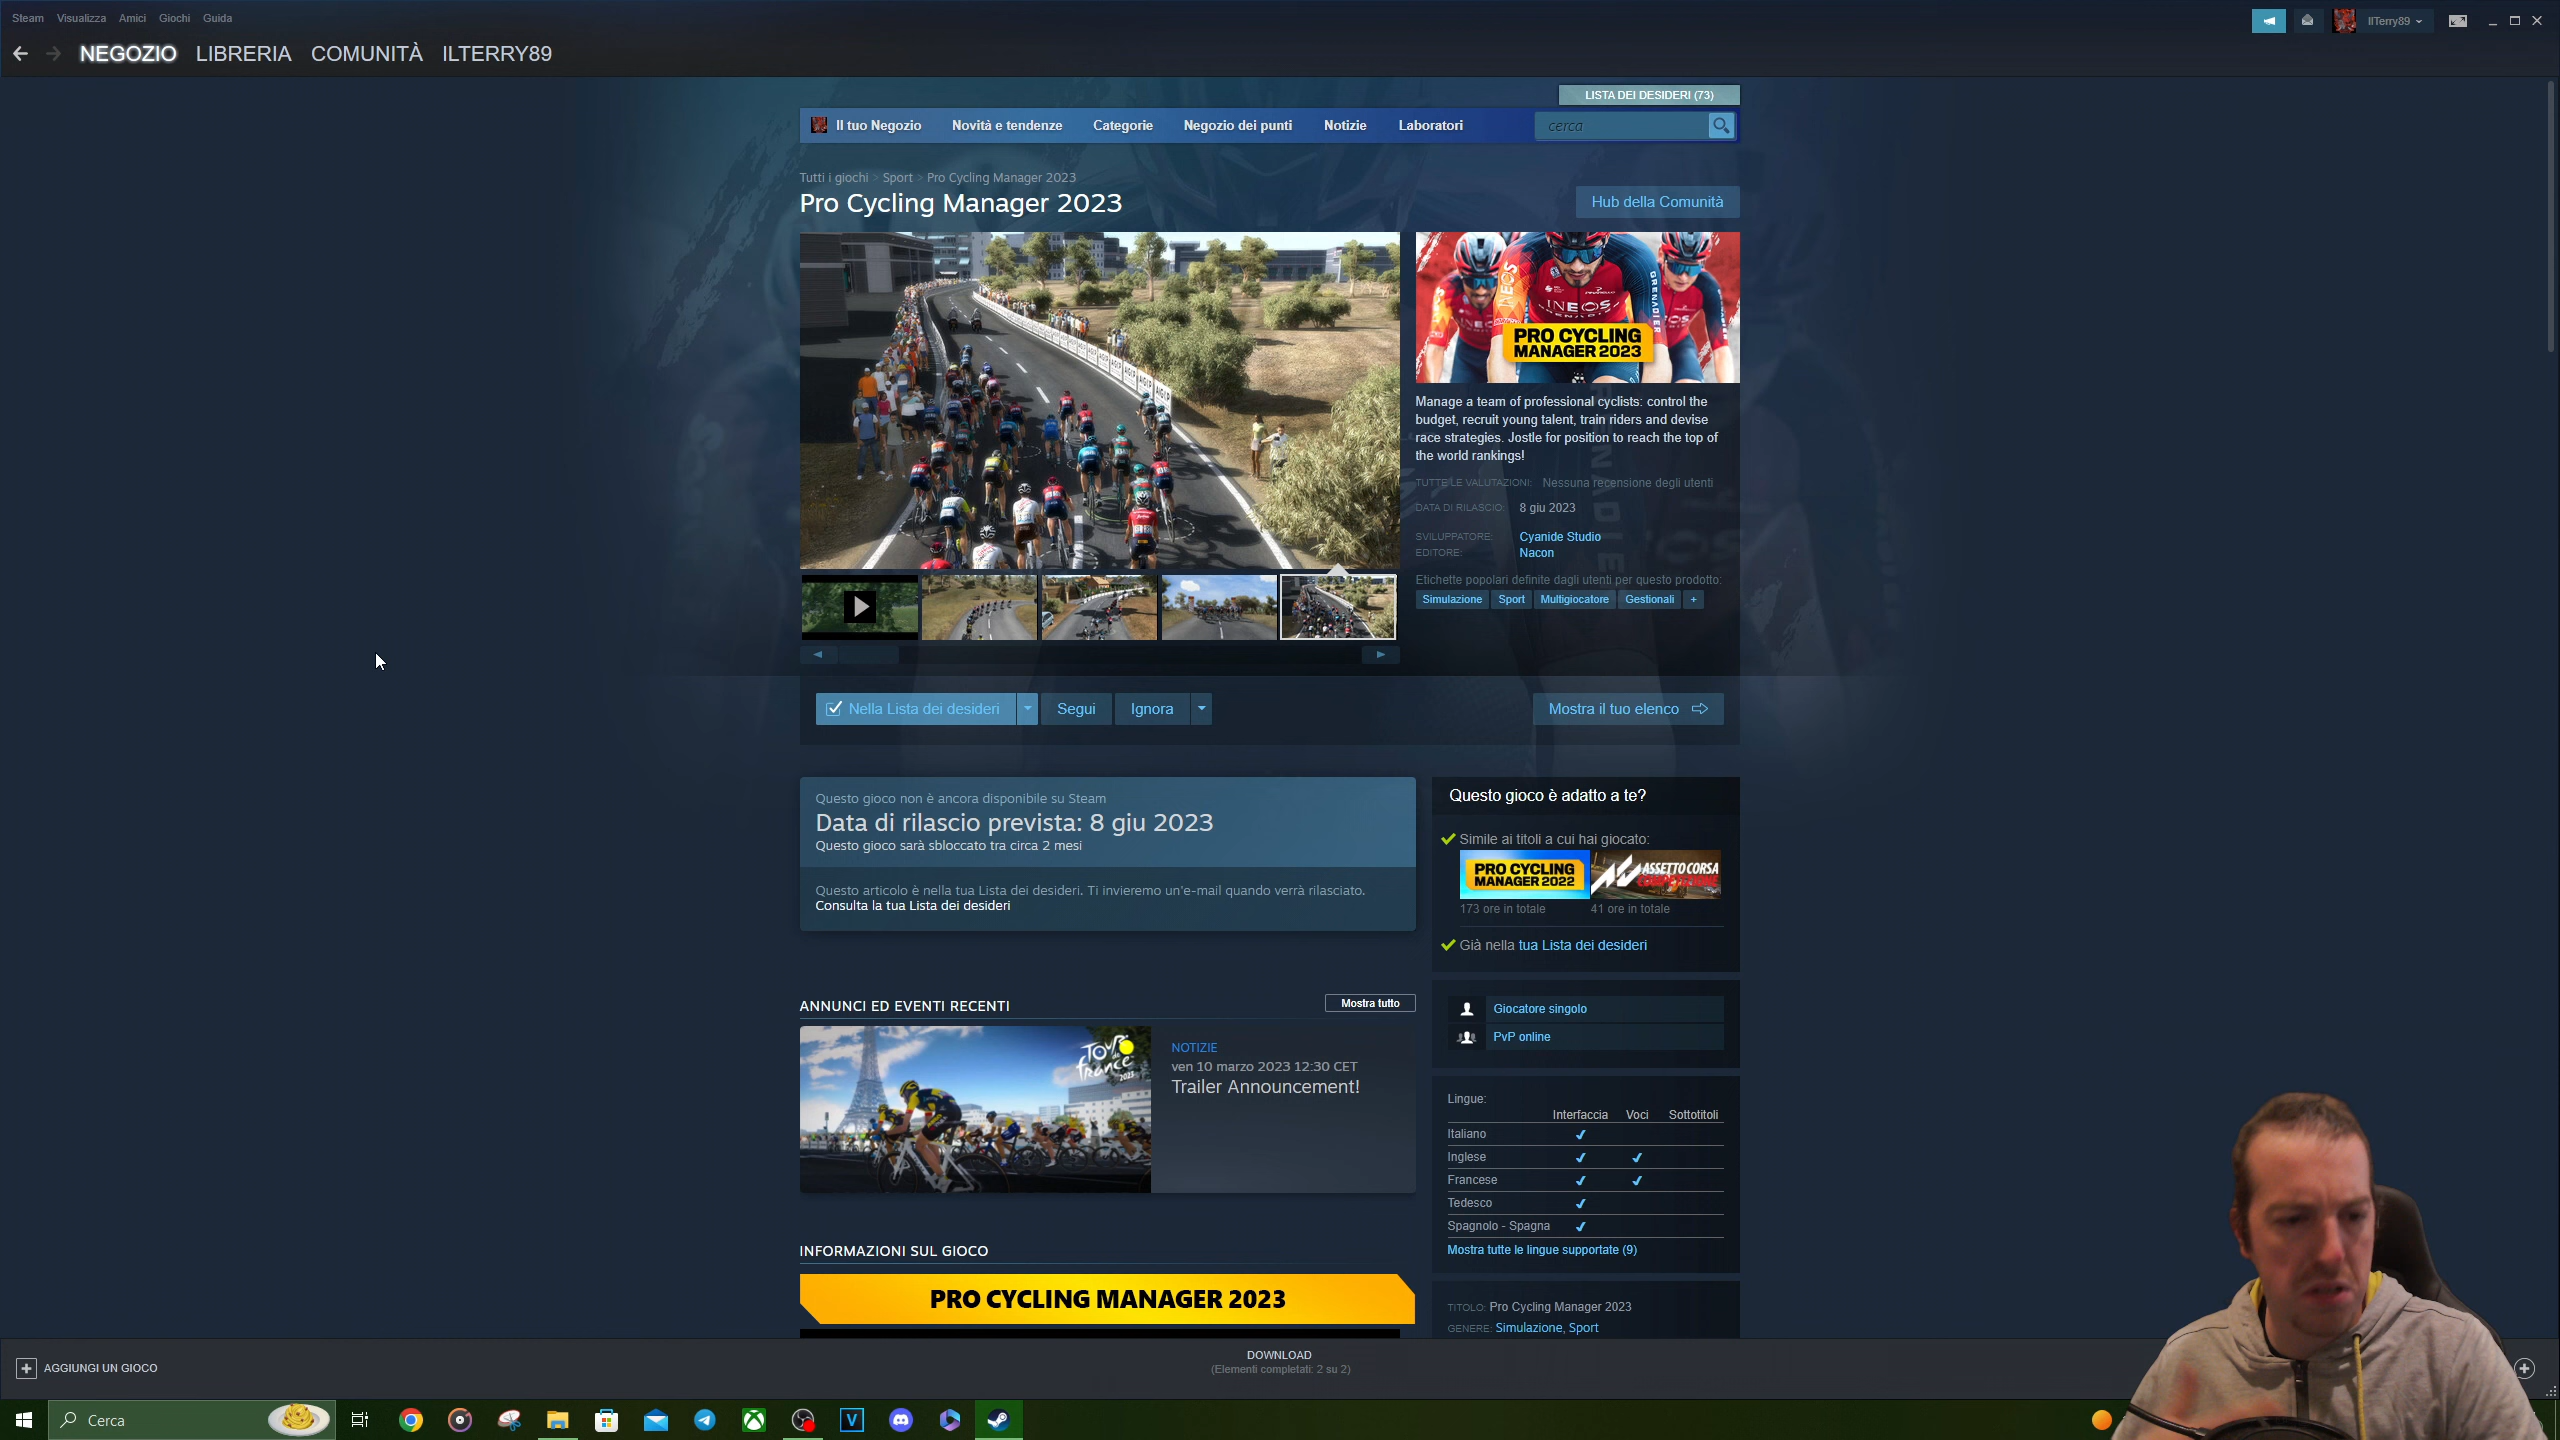 Steam Visualizza Amici Giochi Guida
IlTerry89
NEGOZIO LIBRERIA COMUNITÀ ILTERRY89
LISTA DEI DESIDERI (73)
Il tuo Negozio Novità e tendenze Categorie Negozio dei punti Notizie Laboratori cerca
Tutti i giochi > Sport > Pro Cycling Manager 2023
Pro Cycling Manager 2023
Hub della Comunità
INEOS
GRENADIER
PRO CYCLING
MANAGER 2023
Manage a team of professional cyclists: control the
budget, recruit young talent, train riders and devise
race strategies. Jostle for position to reach the top of
the world rankings!
TUTTE LE VALUTAZIONI: Nessuna recensione degli utenti
DATA DI RILASCIO: 8 giu 2023
SVILUPPATORE: Cyanide Studio
EDITORE: Nacon
Etichette popolari definite dagli utenti per questo prodotto:
Simulazione Sport Multigiocatore Gestionali +
Nella Lista dei desideri Segui Ignora Mostra il tuo elenco
Questo gioco non è ancora disponibile su Steam
Data di rilascio prevista: 8 giu 2023
Questo gioco sarà sbloccato tra circa 2 mesi
Questo articolo è nella tua Lista dei desideri. Ti invieremo un'e-mail quando verrà rilasciato.
Consulta la tua Lista dei desideri
Questo gioco è adatto a te?
Simile ai titoli a cui hai giocato:
PRO CYCLING
MANAGER 2022
ASSETTO CORSA
COMPETIZIONE
173 ore in totale 41 ore in totale
Già nella tua Lista dei desideri
ANNUNCI ED EVENTI RECENTI Mostra tutto
TOUR de france 2023
NOTIZIE
ven 10 marzo 2023 12:30 CET
Trailer Announcement!
Giocatore singolo
PvP online
Lingue:
Interfaccia Voci Sottotitoli
Italiano ✔
Inglese ✔ ✔
Francese ✔ ✔
Tedesco ✔
Spagnolo - Spagna ✔
Mostra tutte le lingue supportate (9)
INFORMAZIONI SUL GIOCO
PRO CYCLING MANAGER 2023
TITOLO: Pro Cycling Manager 2023
GENERE: Simulazione, Sport
AGGIUNGI UN GIOCO
DOWNLOAD
(Elementi completati: 2 su 2)
Cerca